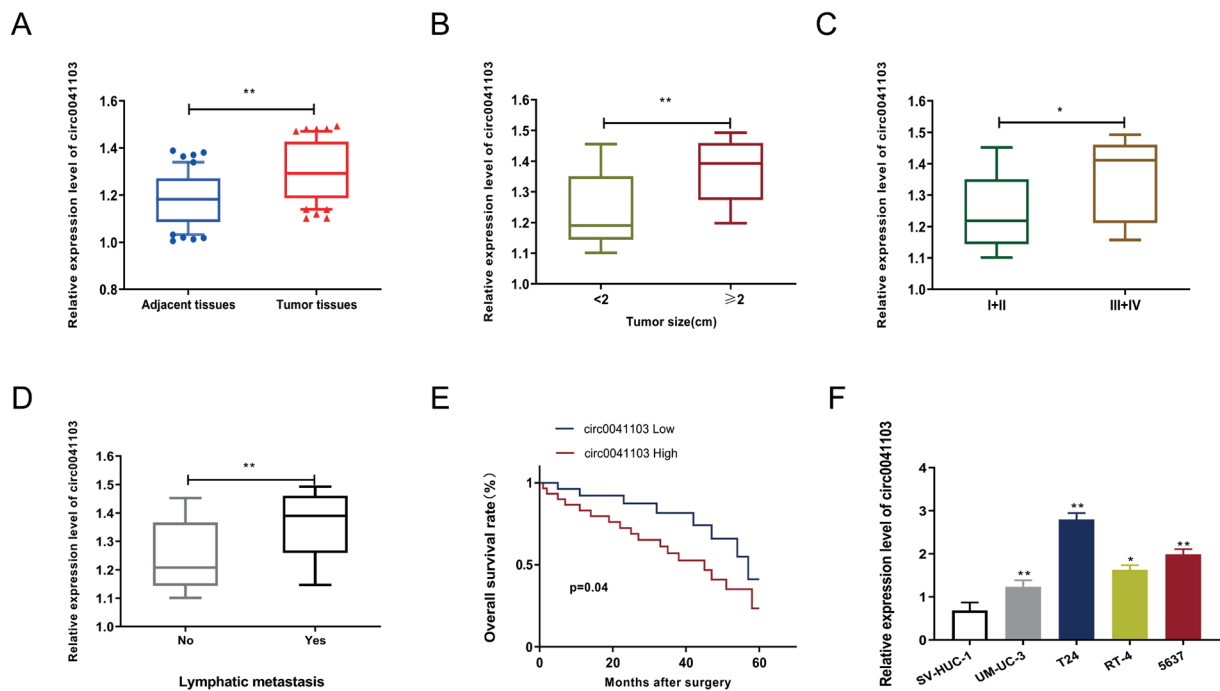 A
Relative expression level of circ0041103
1.6
1.4
1.2
1.0
0.8
**
Adjacent tissues
Tumor tissues
B
Relative expression level of circ0041103
1.6
1.5
1.4
1.3
1.2
1.1
1.0
**
<2
≥2
Tumor size(cm)
C
Relative expression level of circ0041103
1.6
1.5
1.4
1.3
1.2
1.1
1.0
*
I+II
III+IV
D
Relative expression level of circ0041103
1.6
1.5
1.4
1.3
1.2
1.1
1.0
**
No
Yes
Lymphatic metastasis
E
circ0041103 Low
circ0041103 High
Overall survival rate (%)
1
0.5
0
p=0.04
0
20
40
60
Months after surgery
F
Relative expression level of circ0041103
4
3
2
1
0
**
**
*
**
SV-HUC-1
UM-UC-3
T24
RT-4
5637